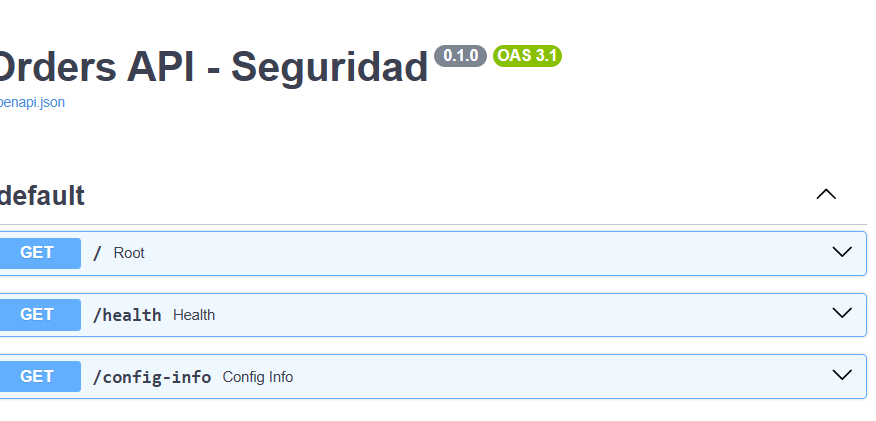 Orders API - Seguridad 0.1.0 OAS 3.1
penapi.json
default
GET / Root
GET /health Health
GET /config-info Config Info